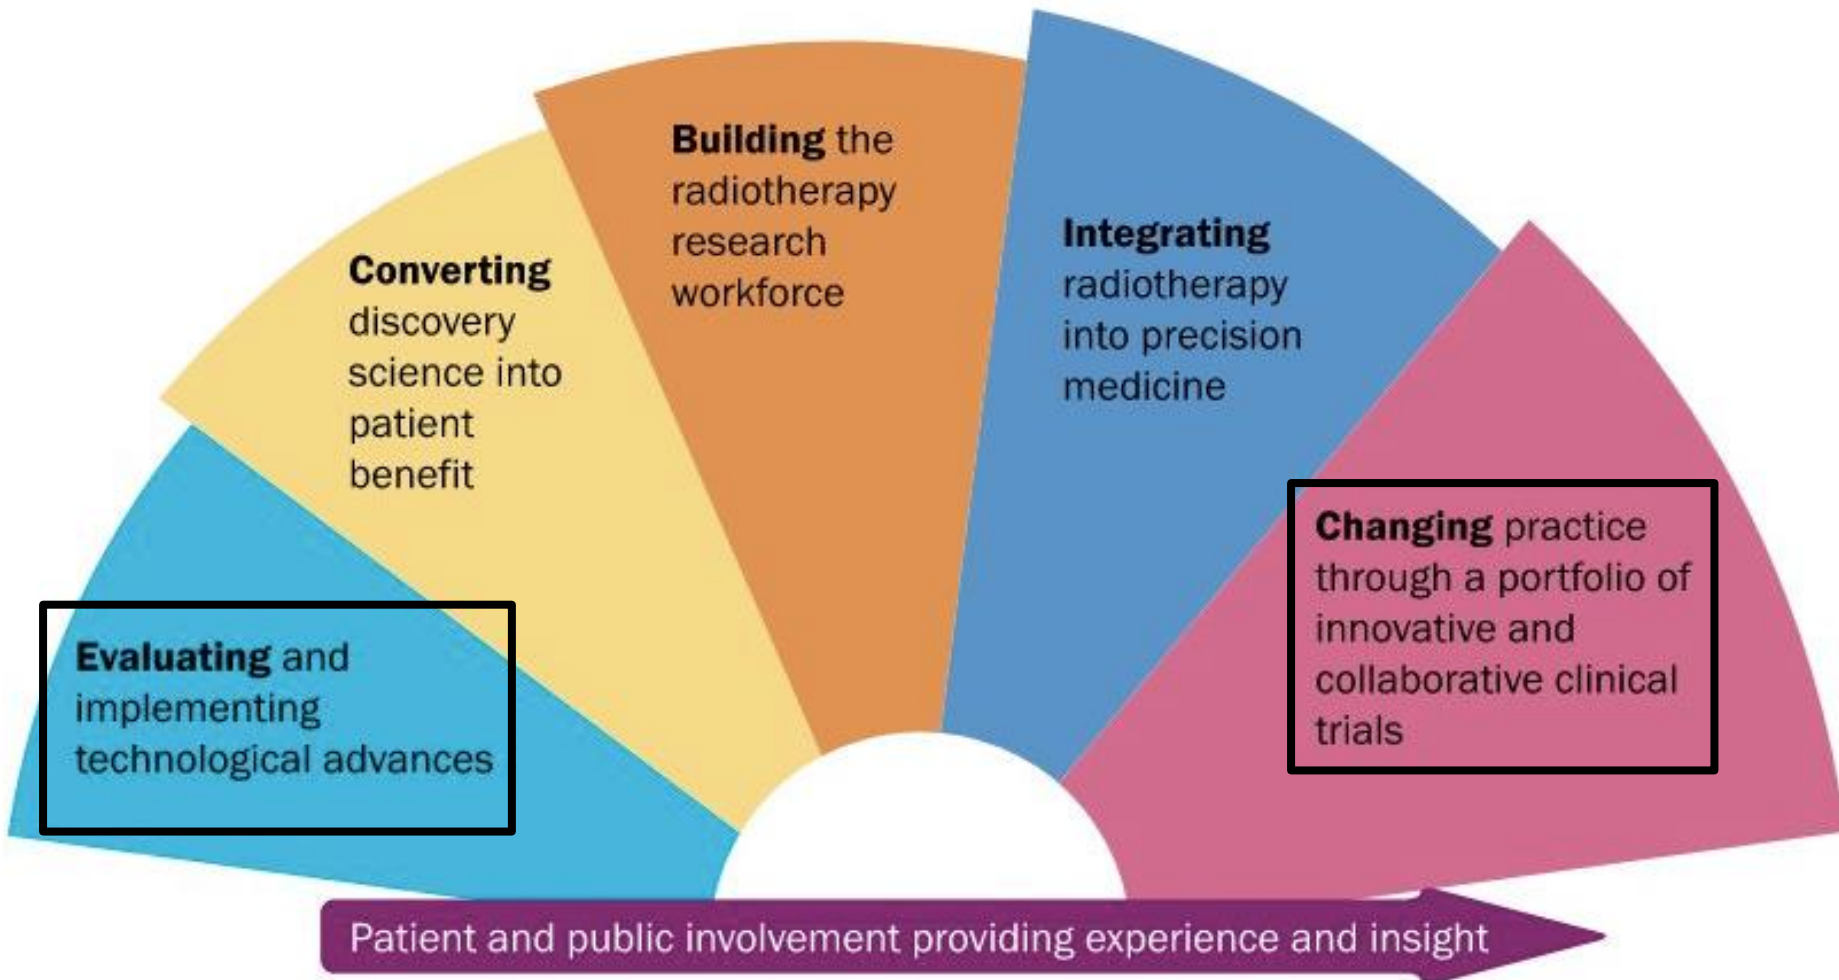 Evaluating and
implementing
technological advances
Converting
discovery
science into
patient
benefit
Building the
radiotherapy
research
workforce
Integrating
radiotherapy
into precision
medicine
Changing practice
through a portfolio of
innovative and
collaborative clinical
trials
Patient and public involvement providing experience and insight